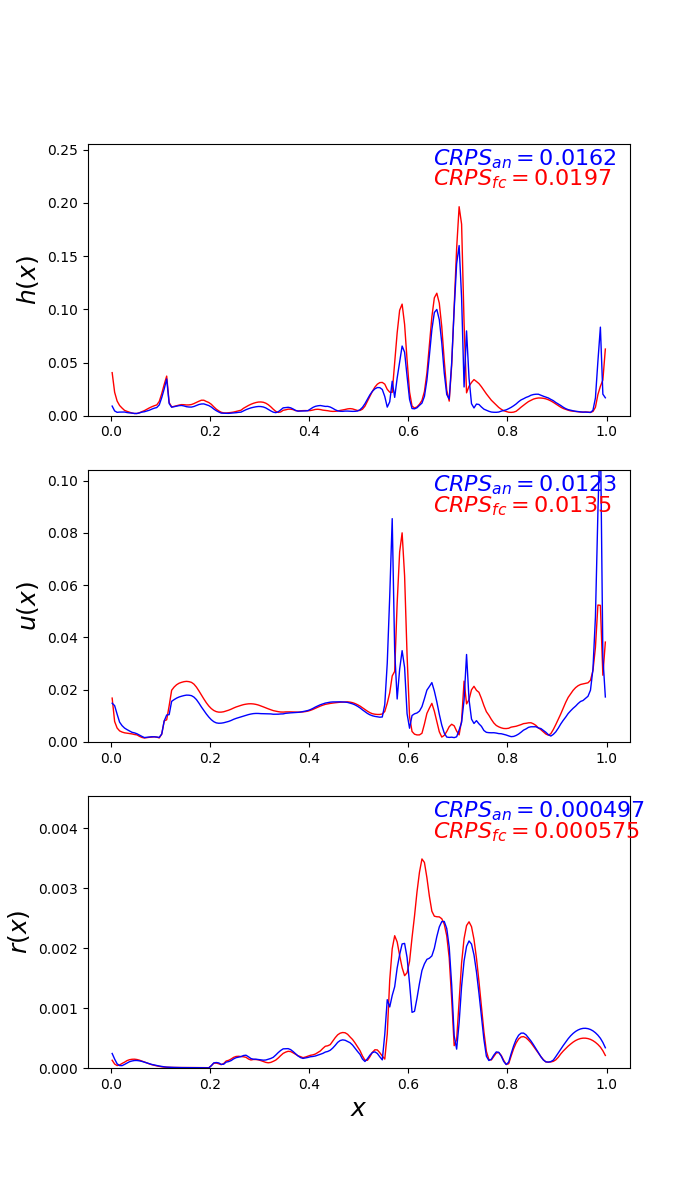 CRPS_an = 0.0162
CRPS_fc = 0.0197
h(x)
0.25
0.20
0.15
0.10
0.05
0.00
0.0 0.2 0.4 0.6 0.8 1.0
CRPS_an = 0.0123
CRPS_fc = 0.0135
u(x)
0.10
0.08
0.06
0.04
0.02
0.00
0.0 0.2 0.4 0.6 0.8 1.0
CRPS_an = 0.000497
CRPS_fc = 0.000575
r(x)
0.004
0.003
0.002
0.001
0.000
0.0 0.2 0.4 0.6 0.8 1.0
x